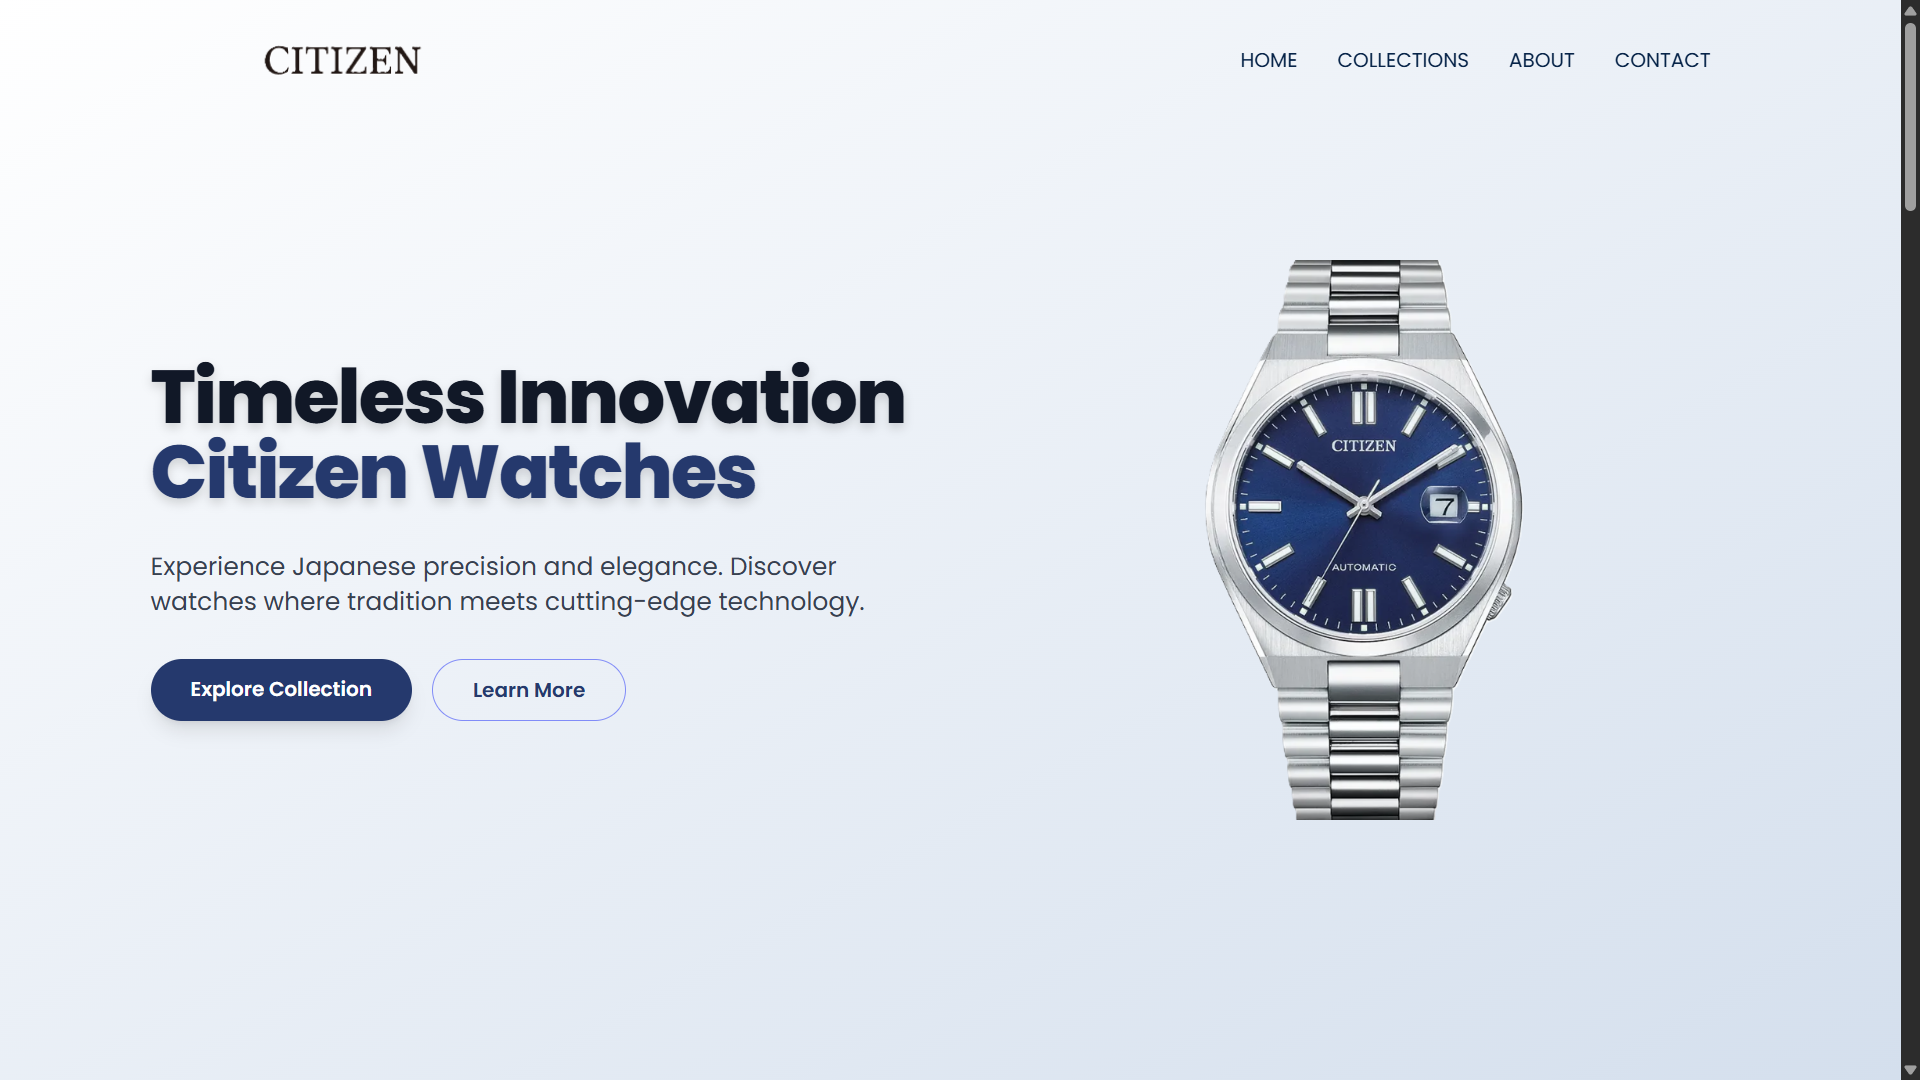 CITIZEN
HOME COLLECTIONS ABOUT CONTACT
Timeless Innovation
Citizen Watches
Experience Japanese precision and elegance. Discover
watches where tradition meets cutting-edge technology.
Explore Collection Learn More
CITIZEN
7
AUTOMATIC